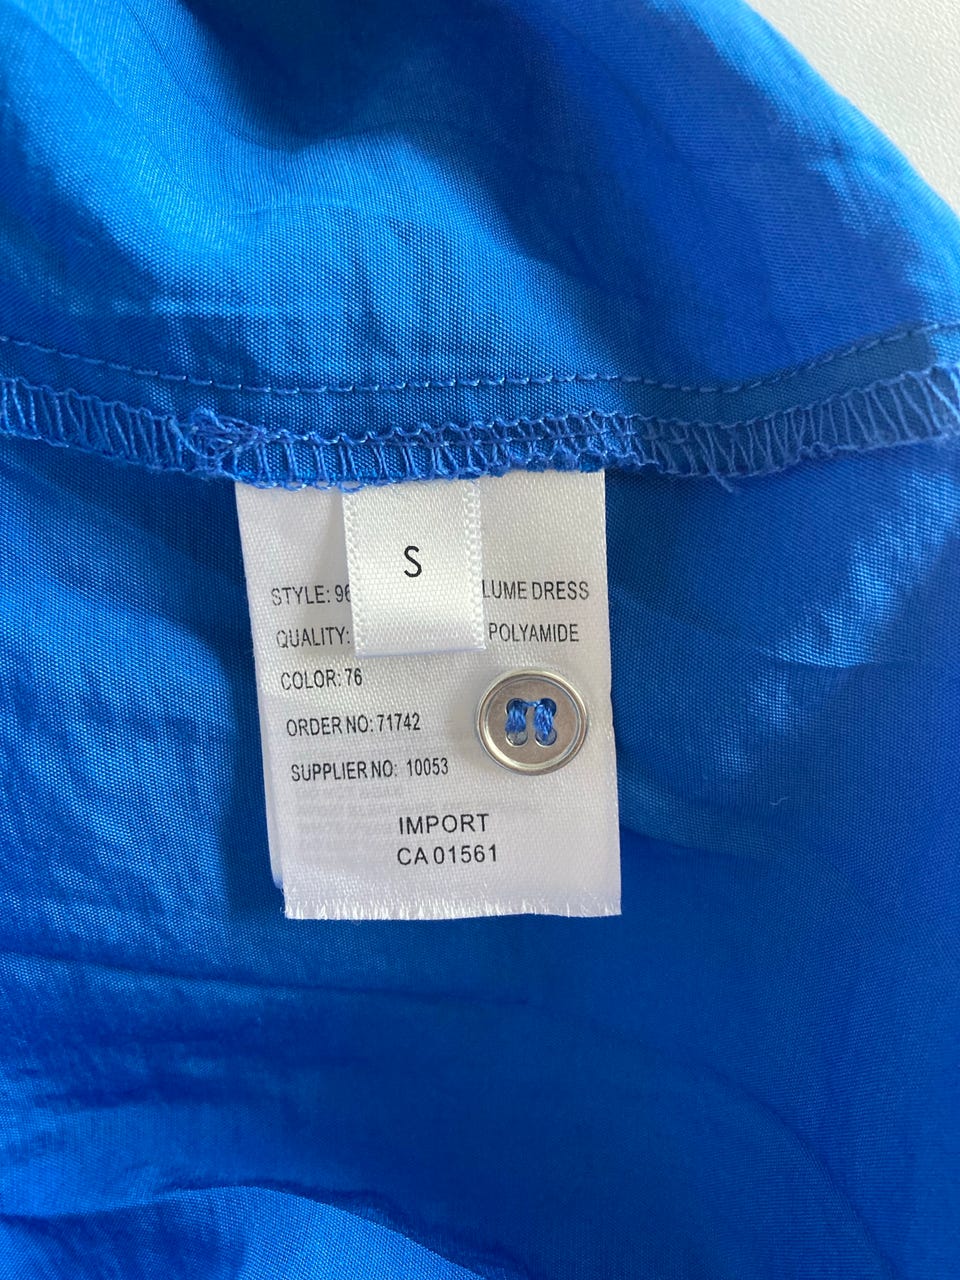 S
STYLE: 96 LUME DRESS
QUALITY: POLYAMIDE
COLOR: 76
ORDER NO: 71742
SUPPLIER NO: 10053
IMPORT
CA 01561